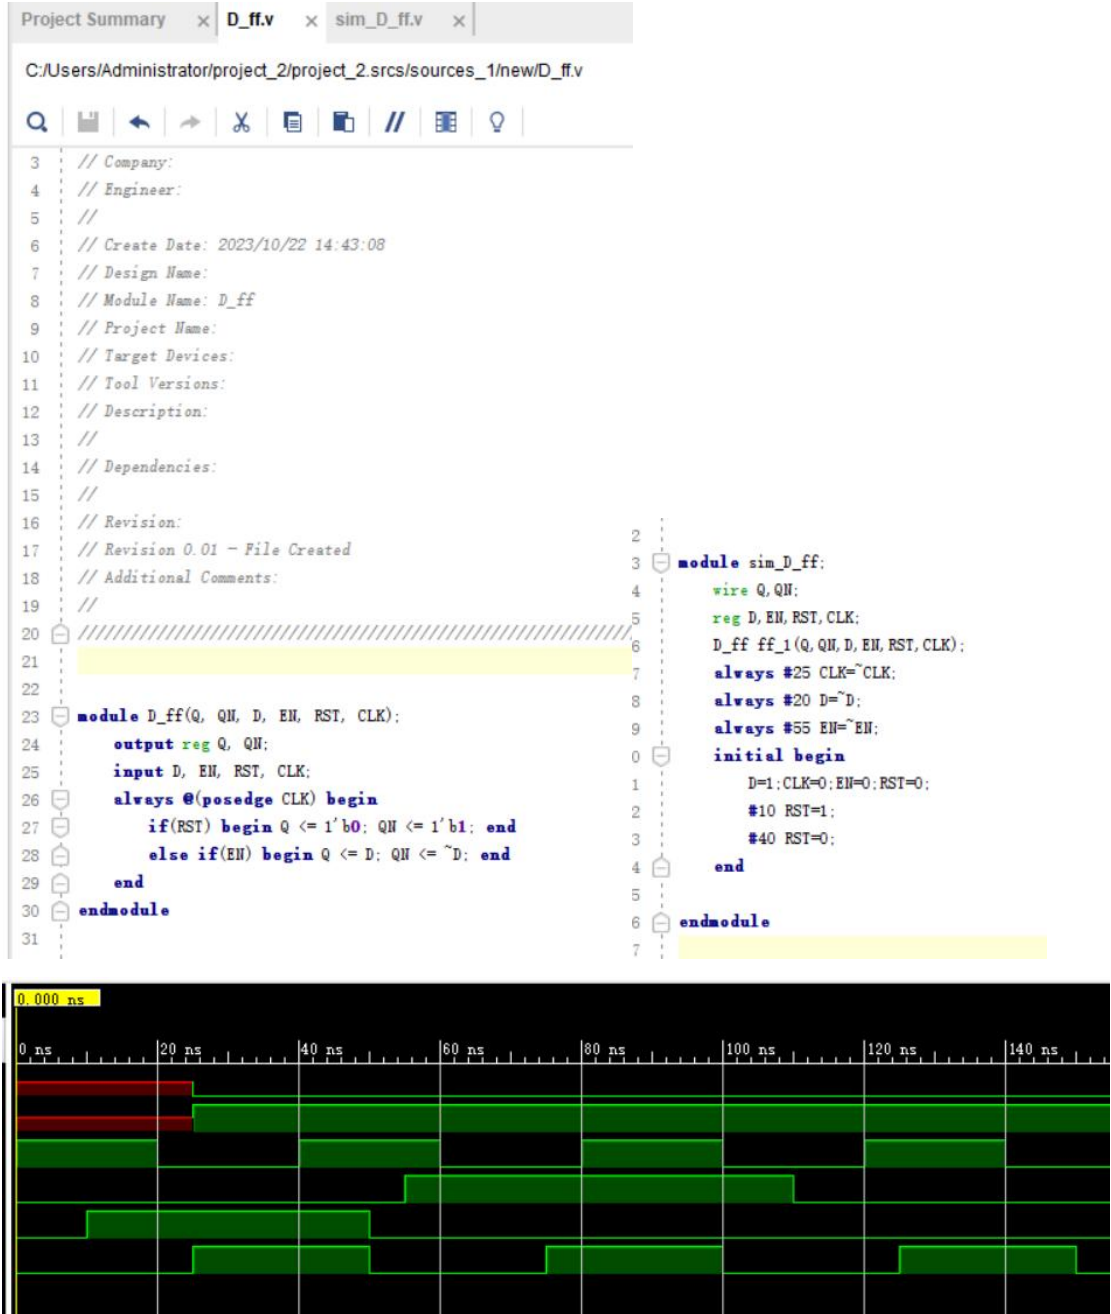 Project Summary × D_ff.v × sim_D_ff.v ×
C:/Users/Administrator/project_2/project_2.srcs/sources_1/new/D_ff.v
3 // Company:
4 // Engineer:
5 //
6 // Create Date: 2023/10/22 14:43:08
7 // Design Name:
8 // Module Name: D_ff
9 // Project Name:
10 // Target Devices:
11 // Tool Versions:
12 // Description:
13 //
14 // Dependencies:
15 //
16 // Revision:
17 // Revision 0.01 - File Created
18 // Additional Comments:
19 //
20 ////////////////////////////////////////////////////////////////
21
22
23 module D_ff(Q, QN, D, EN, RST, CLK);
24 output reg Q, QN;
25 input D, EN, RST, CLK;
26 always @(posedge CLK) begin
27 if(RST) begin Q <= 1'b0; QN <= 1'b1; end
28 else if(EN) begin Q <= D; QN <= ~D; end
29 end
30 endmodule
31
2
3 module sim_D_ff;
4 wire Q,QN;
5 reg D,EN,RST,CLK;
6 D_ff ff_1(Q,QN,D,EN,RST,CLK);
7 always #25 CLK=~CLK;
8 always #20 D=~D;
9 always #55 EN=~EN;
0 initial begin
1 D=1;CLK=0;EN=0;RST=0;
2 #10 RST=1;
3 #40 RST=0;
4 end
5
6 endmodule
7
0.000 ns
0 ns 20 ns 40 ns 60 ns 80 ns 100 ns 120 ns 140 ns